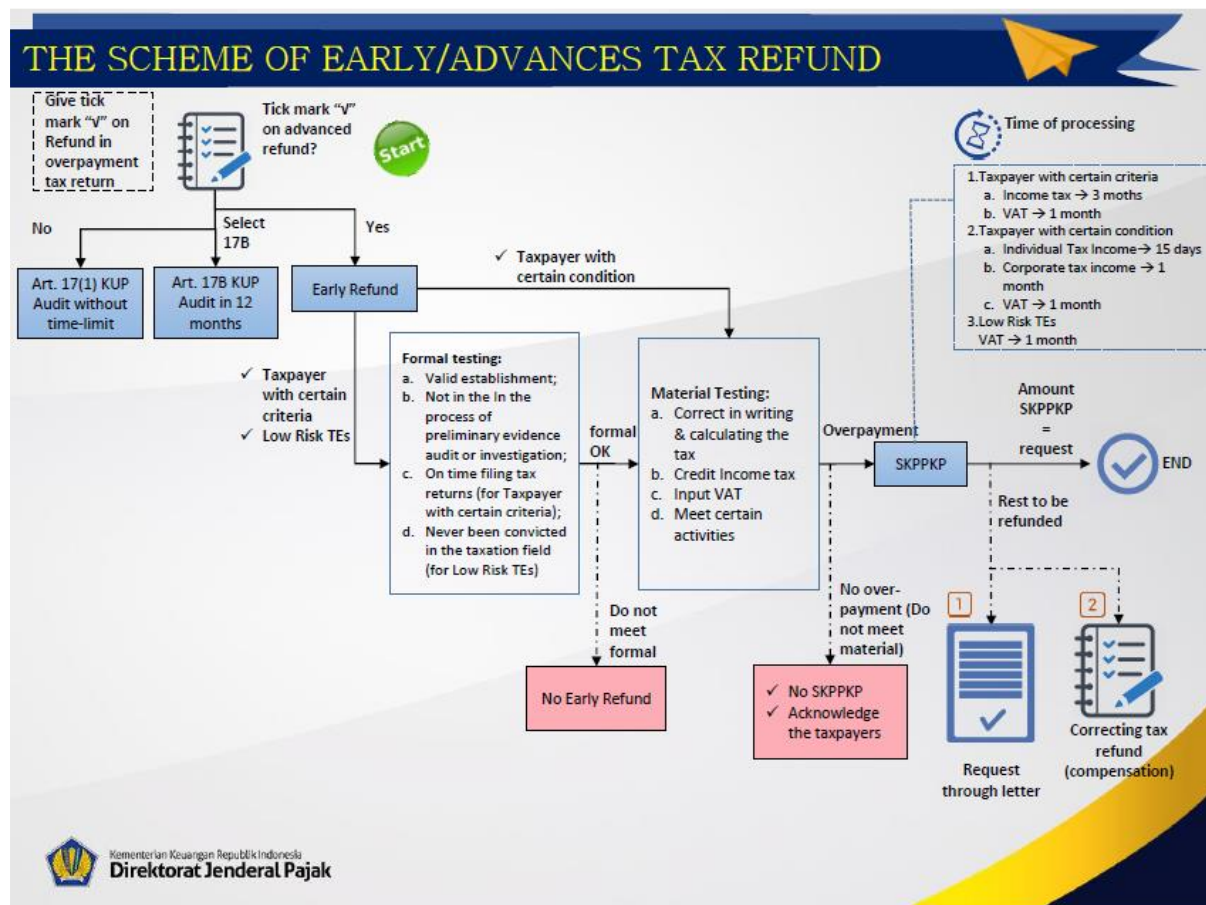 THE SCHEME OF EARLY/ADVANCES TAX REFUND
Give tick
mark “√” on
Refund in
overpayment
tax return
Tick mark “√”
on advanced
refund?
Start
No
Select
17B
Yes
Art. 17(1) KUP
Audit without
time-limit
Art. 17B KUP
Audit in 12
months
Early Refund
✓ Taxpayer with
certain condition
✓ Taxpayer
with certain
criteria
✓ Low Risk TEs
Formal testing:
a. Valid establishment;
b. Not in the In the
process of
preliminary evidence
audit or investigation;
c. On time filing tax
returns (for Taxpayer
with certain criteria);
d. Never been convicted
in the taxation field
(for Low Risk TEs)
formal
OK
Do not
meet
formal
No Early Refund
Material Testing:
a. Correct in writing
& calculating the
tax
b. Credit Income tax
c. Input VAT
d. Meet certain
activities
Overpayment
No over-
payment (Do
not meet
material)
✓ No SKPPKP
✓ Acknowledge
the taxpayers
SKPPKP
Time of processing
1.Taxpayer with certain criteria
a. Income tax → 3 moths
b. VAT → 1 month
2.Taxpayer with certain condition
a. Individual Tax Income→ 15 days
b. Corporate tax income → 1
month
c. VAT → 1 month
3.Low Risk TEs
VAT → 1 month
Amount
SKPPKP
=
request
END
Rest to be
refunded
1
Request
through letter
2
Correcting tax
refund
(compensation)
Kementerian Keuangan Republik Indonesia
Direktorat Jenderal Pajak